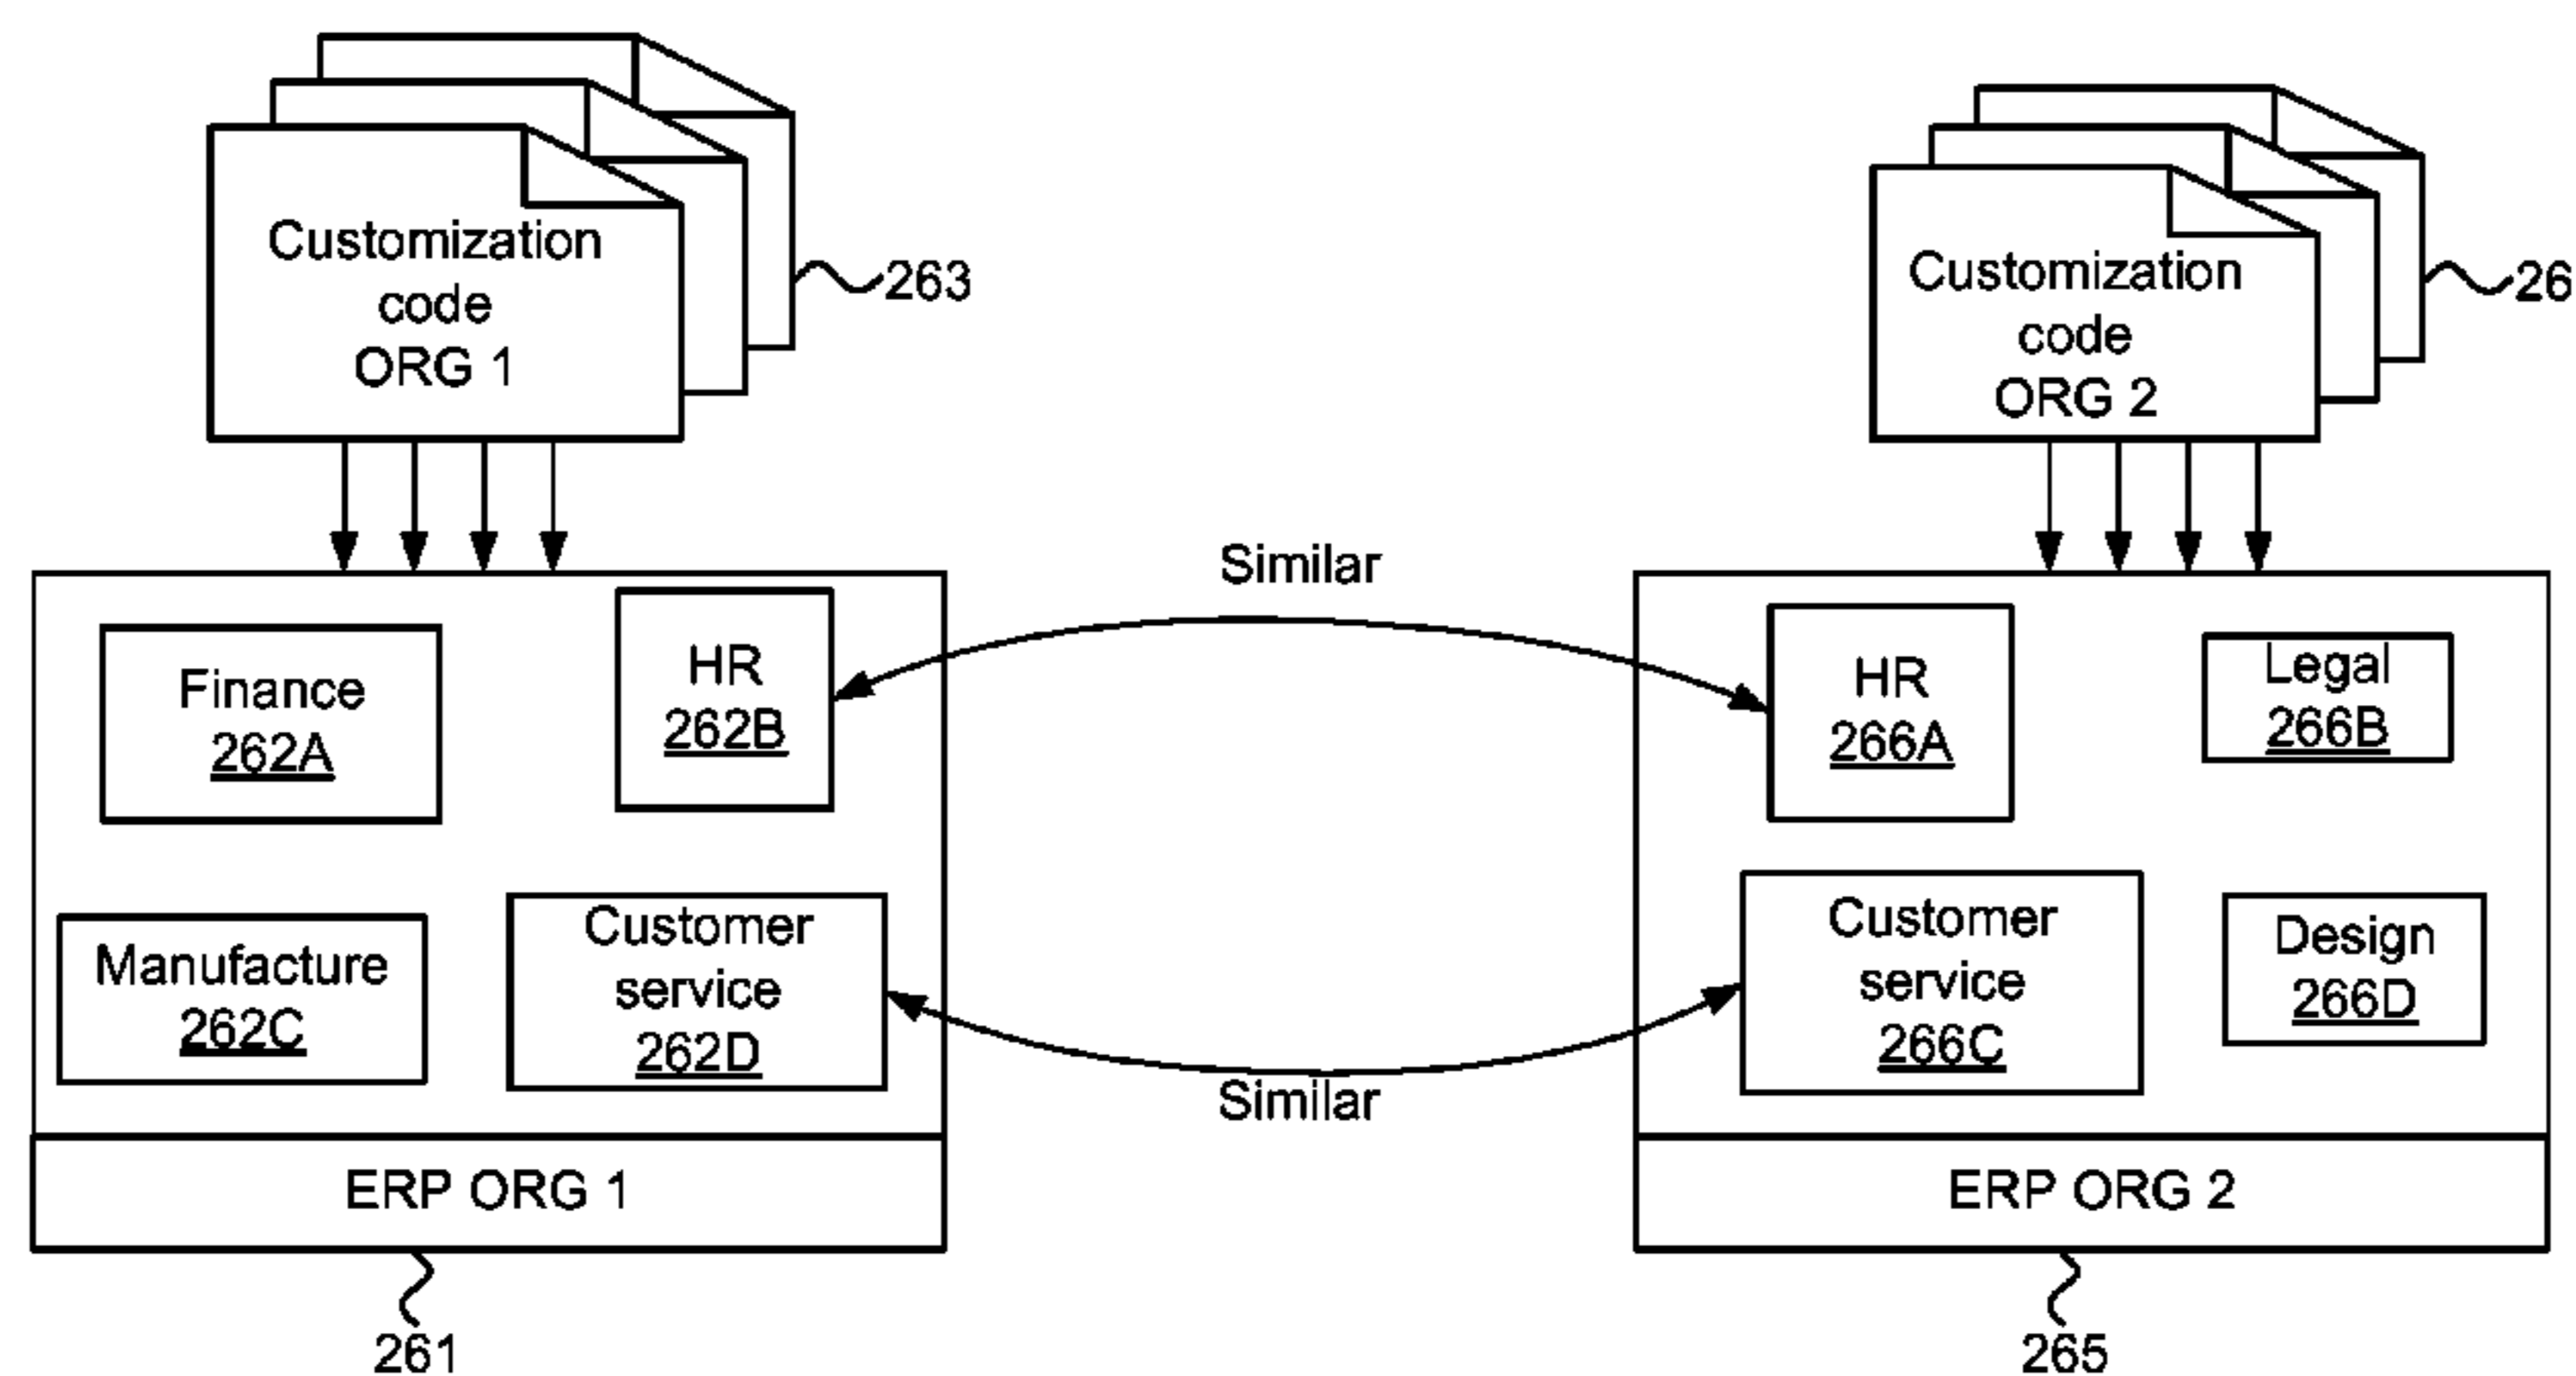 Customization
code
ORG 1
263
Customization
code
ORG 2
26
Similar
Finance
262A
HR
262B
HR
266A
Legal
266B
Manufacture
262C
Customer
service
262D
Customer
service
266C
Design
266D
Similar
ERP ORG 1
ERP ORG 2
261
265